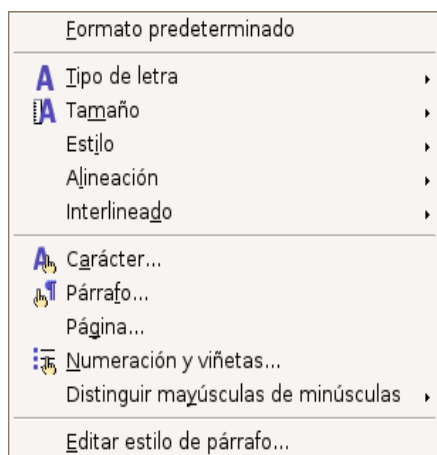 Formato predeterminado
Tipo de letra
Tamaño
Estilo
Alineación
Interlineado
Carácter...
Párrafo...
Página...
Numeración y viñetas...
Distinguir mayúsculas de minúsculas
Editar estilo de párrafo...